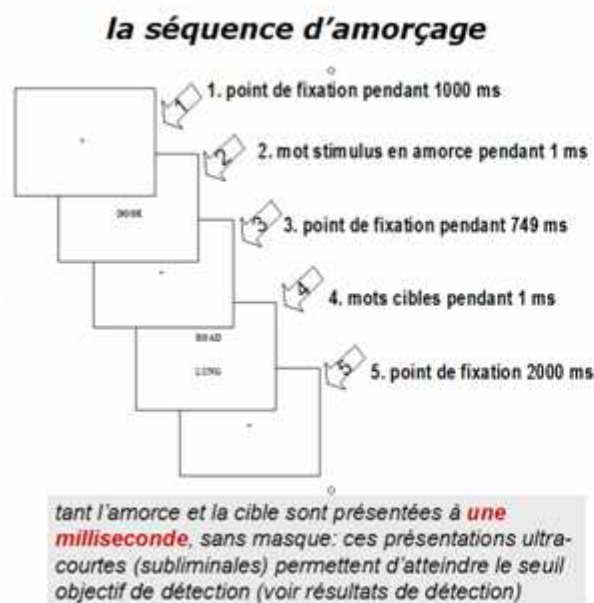 la séquence d'amorçage
1
1. point de fixation pendant 1000 ms
2
2. mot stimulus en amorce pendant 1 ms
3
3. point de fixation pendant 749 ms
4
4. mots cibles pendant 1 ms
ROAD
LUNG
5
5. point de fixation 2000 ms
tant l'amorce et la cible sont présentées à une
milliseconde, sans masque: ces présentations ultra-
courtes (subliminales) permettent d'atteindre le seuil
objectif de détection (voir résultats de détection)